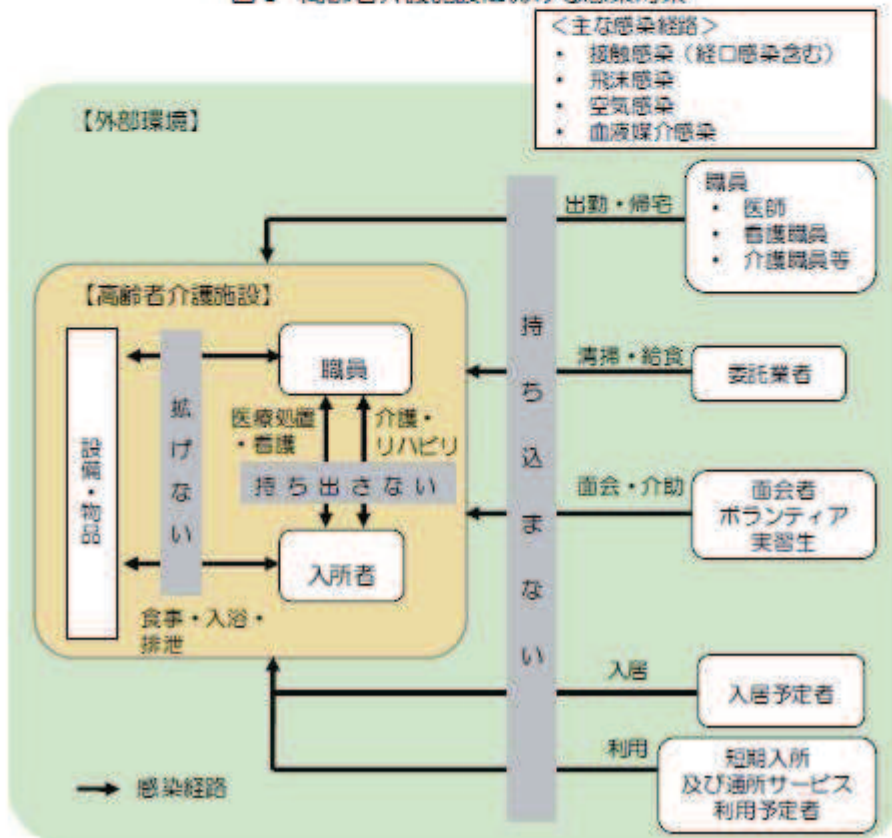 ＜主な感染経路＞
・ 接触感染（経口感染含む）
・ 飛沫感染
・ 空気感染
・ 血液媒介感染
【外部環境】
職員
・ 医師
・ 看護職員
・ 介護職員等
出勤・帰宅
【高齢者介護施設】
職員
清掃・給食
委託業者
医療処置
・看護
介護・
リハビリ
拡げない
設備・物品
持ち出さない
持ち込まない
面会・介助
面会者
ボランティア
実習生
入所者
食事・入浴・
排泄
入居
入居予定者
利用
短期入所
及び通所サービス
利用予定者
感染経路